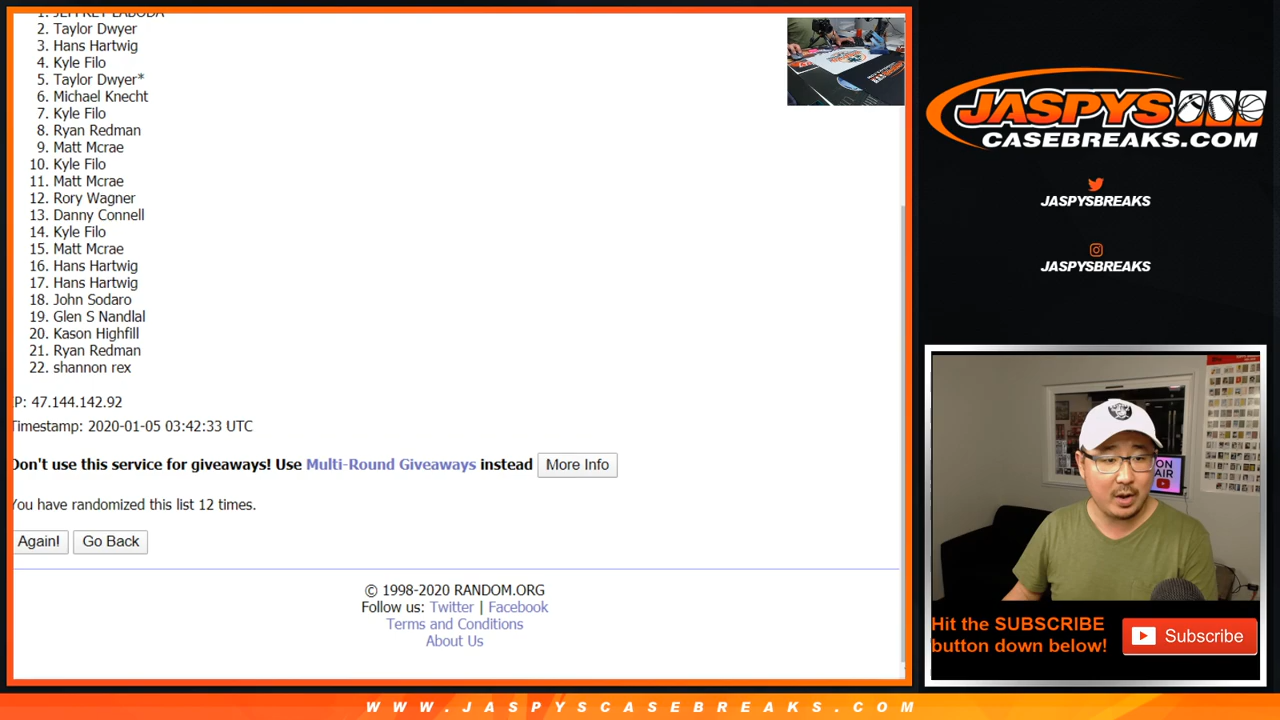 1. JEFFREY LABODA
2. Taylor Dwyer
3. Hans Hartwig
4. Kyle Filo
5. Taylor Dwyer*
6. Michael Knecht
7. Kyle Filo
8. Ryan Redman
9. Matt Mcrae
10. Kyle Filo
11. Matt Mcrae
12. Rory Wagner
13. Danny Connell
14. Kyle Filo
15. Matt Mcrae
16. Hans Hartwig
17. Hans Hartwig
18. John Sodaro
19. Glen S Nandlal
20. Kason Highfill
21. Ryan Redman
22. shannon rex
P: 47.144.142.92
Timestamp: 2020-01-05 03:42:33 UTC
Don't use this service for giveaways! Use Multi-Round Giveaways instead More Info
You have randomized this list 12 times.
Again! Go Back
© 1998-2020 RANDOM.ORG
Follow us: Twitter | Facebook
Terms and Conditions
About Us
JASPYS
CASEBREAKS.COM
JASPYSBREAKS
JASPYSBREAKS
ON
AIR
Hit the SUBSCRIBE
button down below!
Subscribe
WWW.JASPYSCASEBREAKS.COM